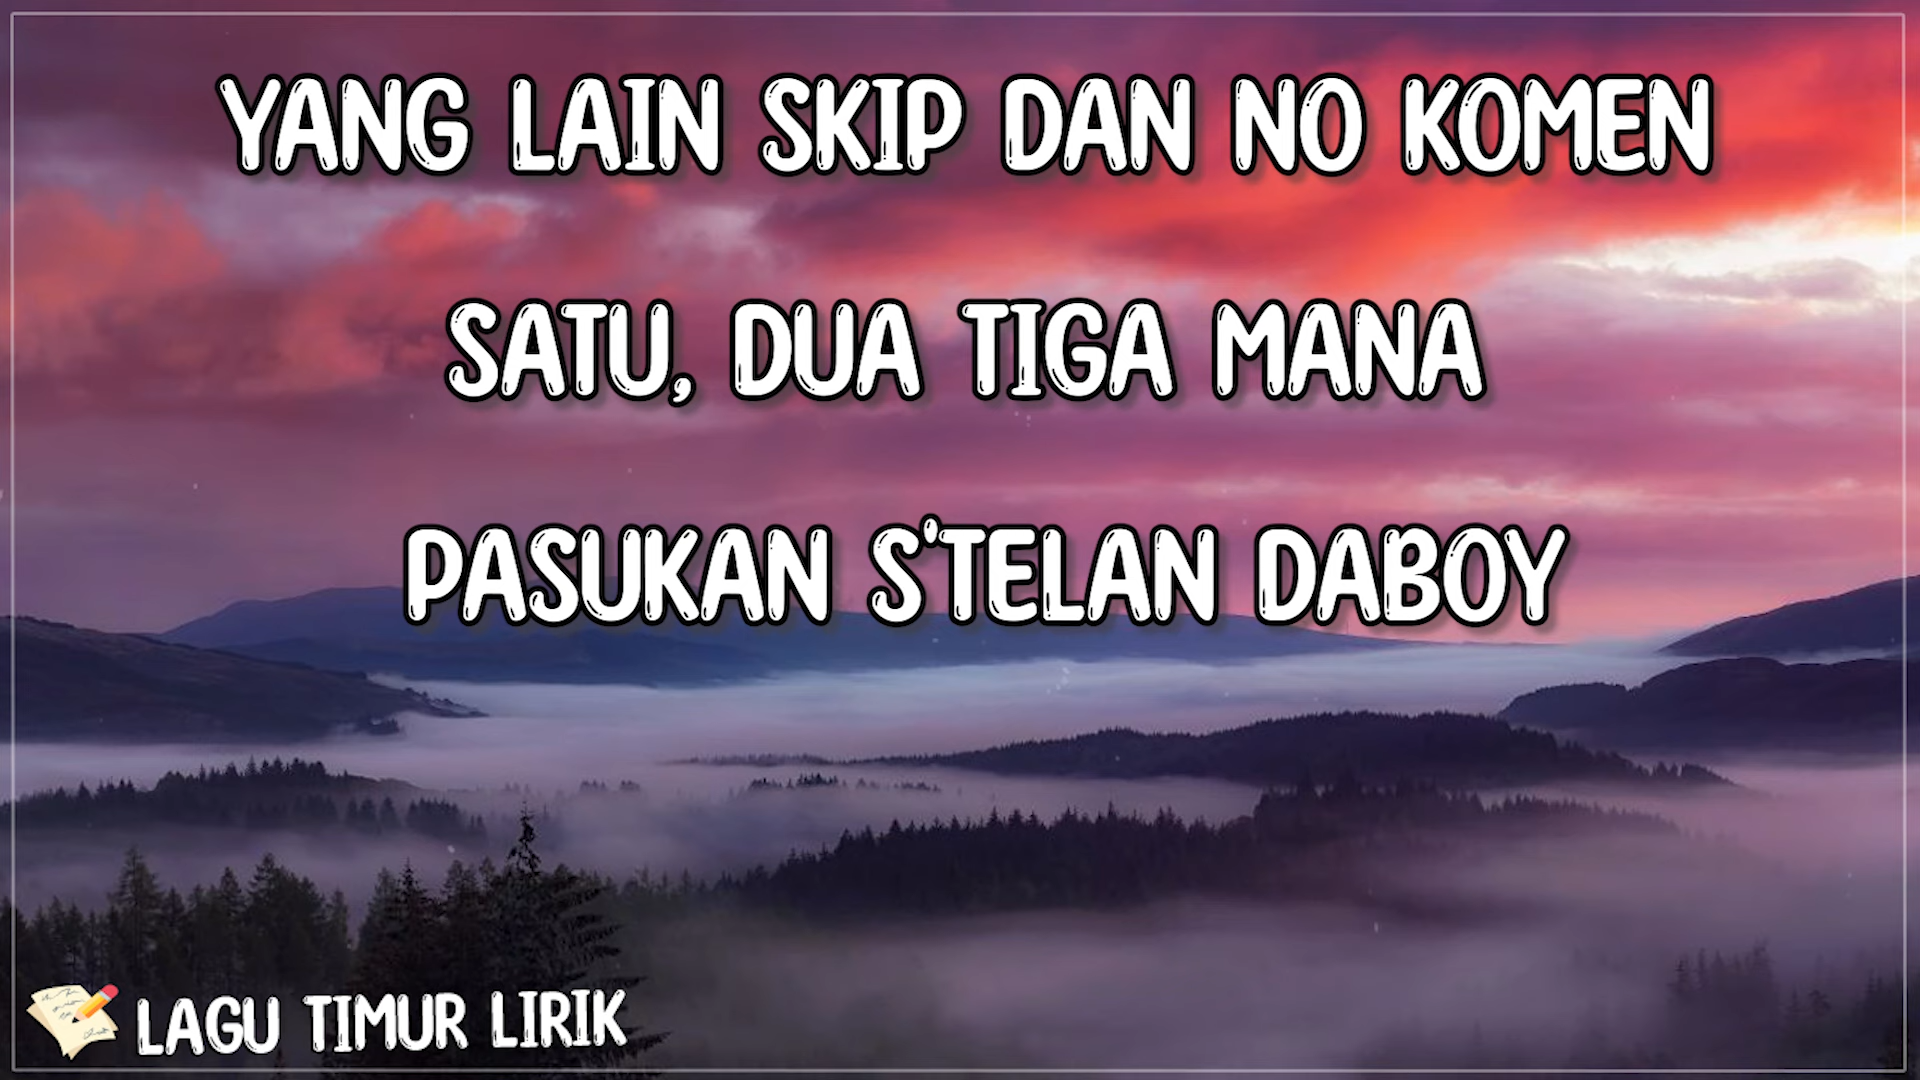 YANG LAIN SKIP DAN NO KOMEN
SATU, DUA TIGA MANA
PASUKAN S'TELAN DABOY
LAGU TIMUR LIRIK